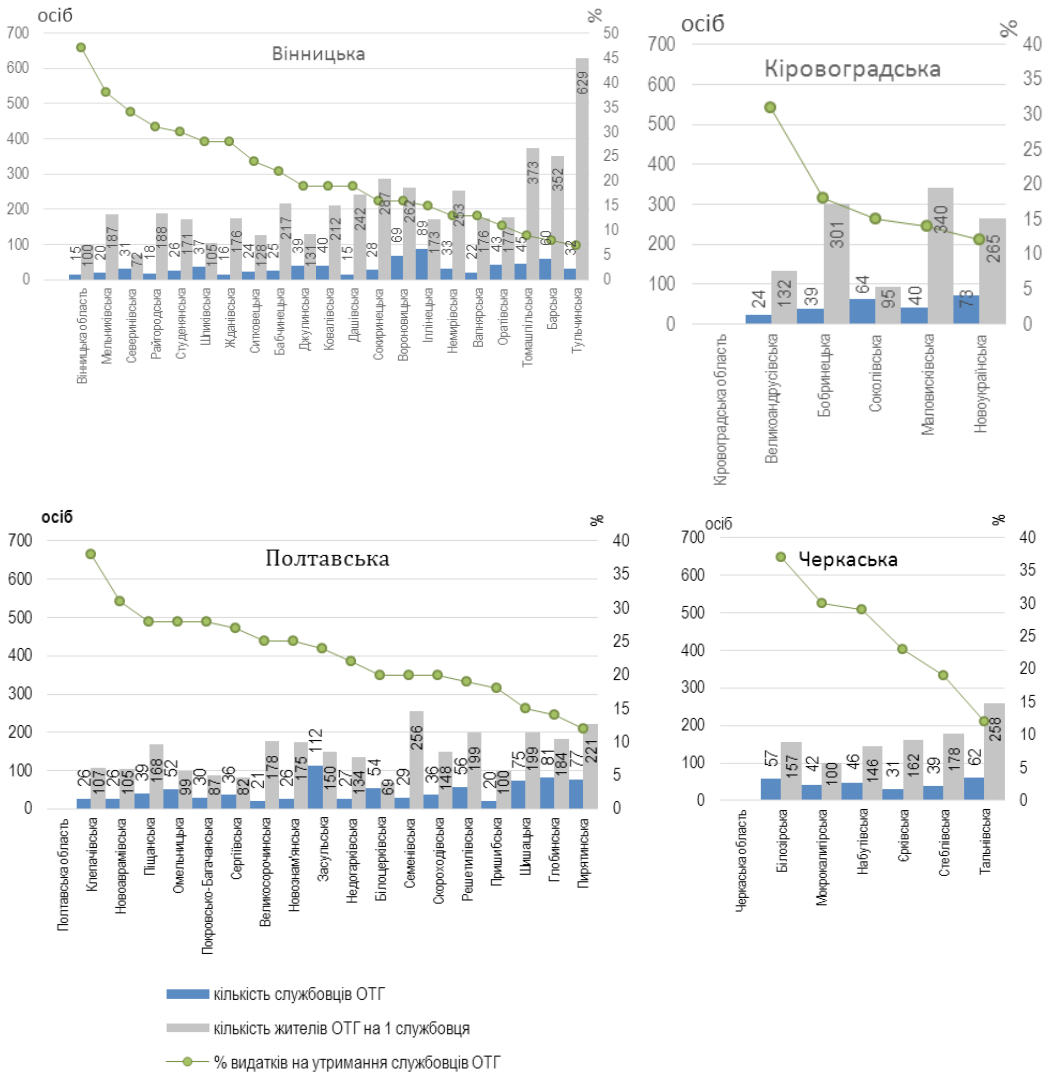 осіб
%
Вінницька
700
600
500
400
300
200
100
0
50
45
40
35
30
25
20
15
10
5
0
15 100
20 187
31 72
18 188
26 171
37 105
16 176
24 128
25 217
39 131
40 212
15 242
28 287
69 262
89 173
33 253
22 176
43 177
45 373
60 352
32 629
Вінницька область
Мельниківська
Северинівська
Райгородська
Студенянська
Шпиківська
Жданівська
Ситковецька
Бабчинецька
Джулинська
Ковалівська
Дашівська
Сокиринецька
Вороновицька
Іллінецька
Немирівська
Вапнярська
Оратівська
Томашпільська
Барська
Тульчинська
осіб
%
Кіровоградська
700
600
500
400
300
200
100
0
40
35
30
25
20
15
10
5
0
24 132
39 301
64 95
40 340
73 265
Кіровоградська область
Великоандрусівська
Бобринецька
Соколівська
Маловисківська
Новоукраїнська
осіб
%
Полтавська
700
600
500
400
300
200
100
0
40
35
30
25
20
15
10
5
0
26 107
26 105
39 168
52 99
30 87
36 82
21 178
26 175
112 150
27 134
54 69
29 256
36 148
56 199
20 100
75 199
81 184
77 221
Полтавська область
Клепачівська
Новоаврамівська
Піщанська
Омельницька
Покровсько-Багачанська
Сергіївська
Великосорочинська
Новознам'янська
Засульська
Недогарківська
Білоцерківська
Семенівська
Скороходівська
Решетилівська
Пришибська
Шишацька
Глобинська
Пирятинська
осіб
%
Черкаська
700
600
500
400
300
200
100
0
40
35
30
25
20
15
10
5
0
57 157
42 100
46 146
31 162
39 178
62 258
Черкаська область
Білозірська
Мокрокалигірська
Набутівська
Єрківська
Стеблівська
Тальнівська
кількість службовців ОТГ
кількість жителів ОТГ на 1 службовця
% видатків на утримання службовців ОТГ